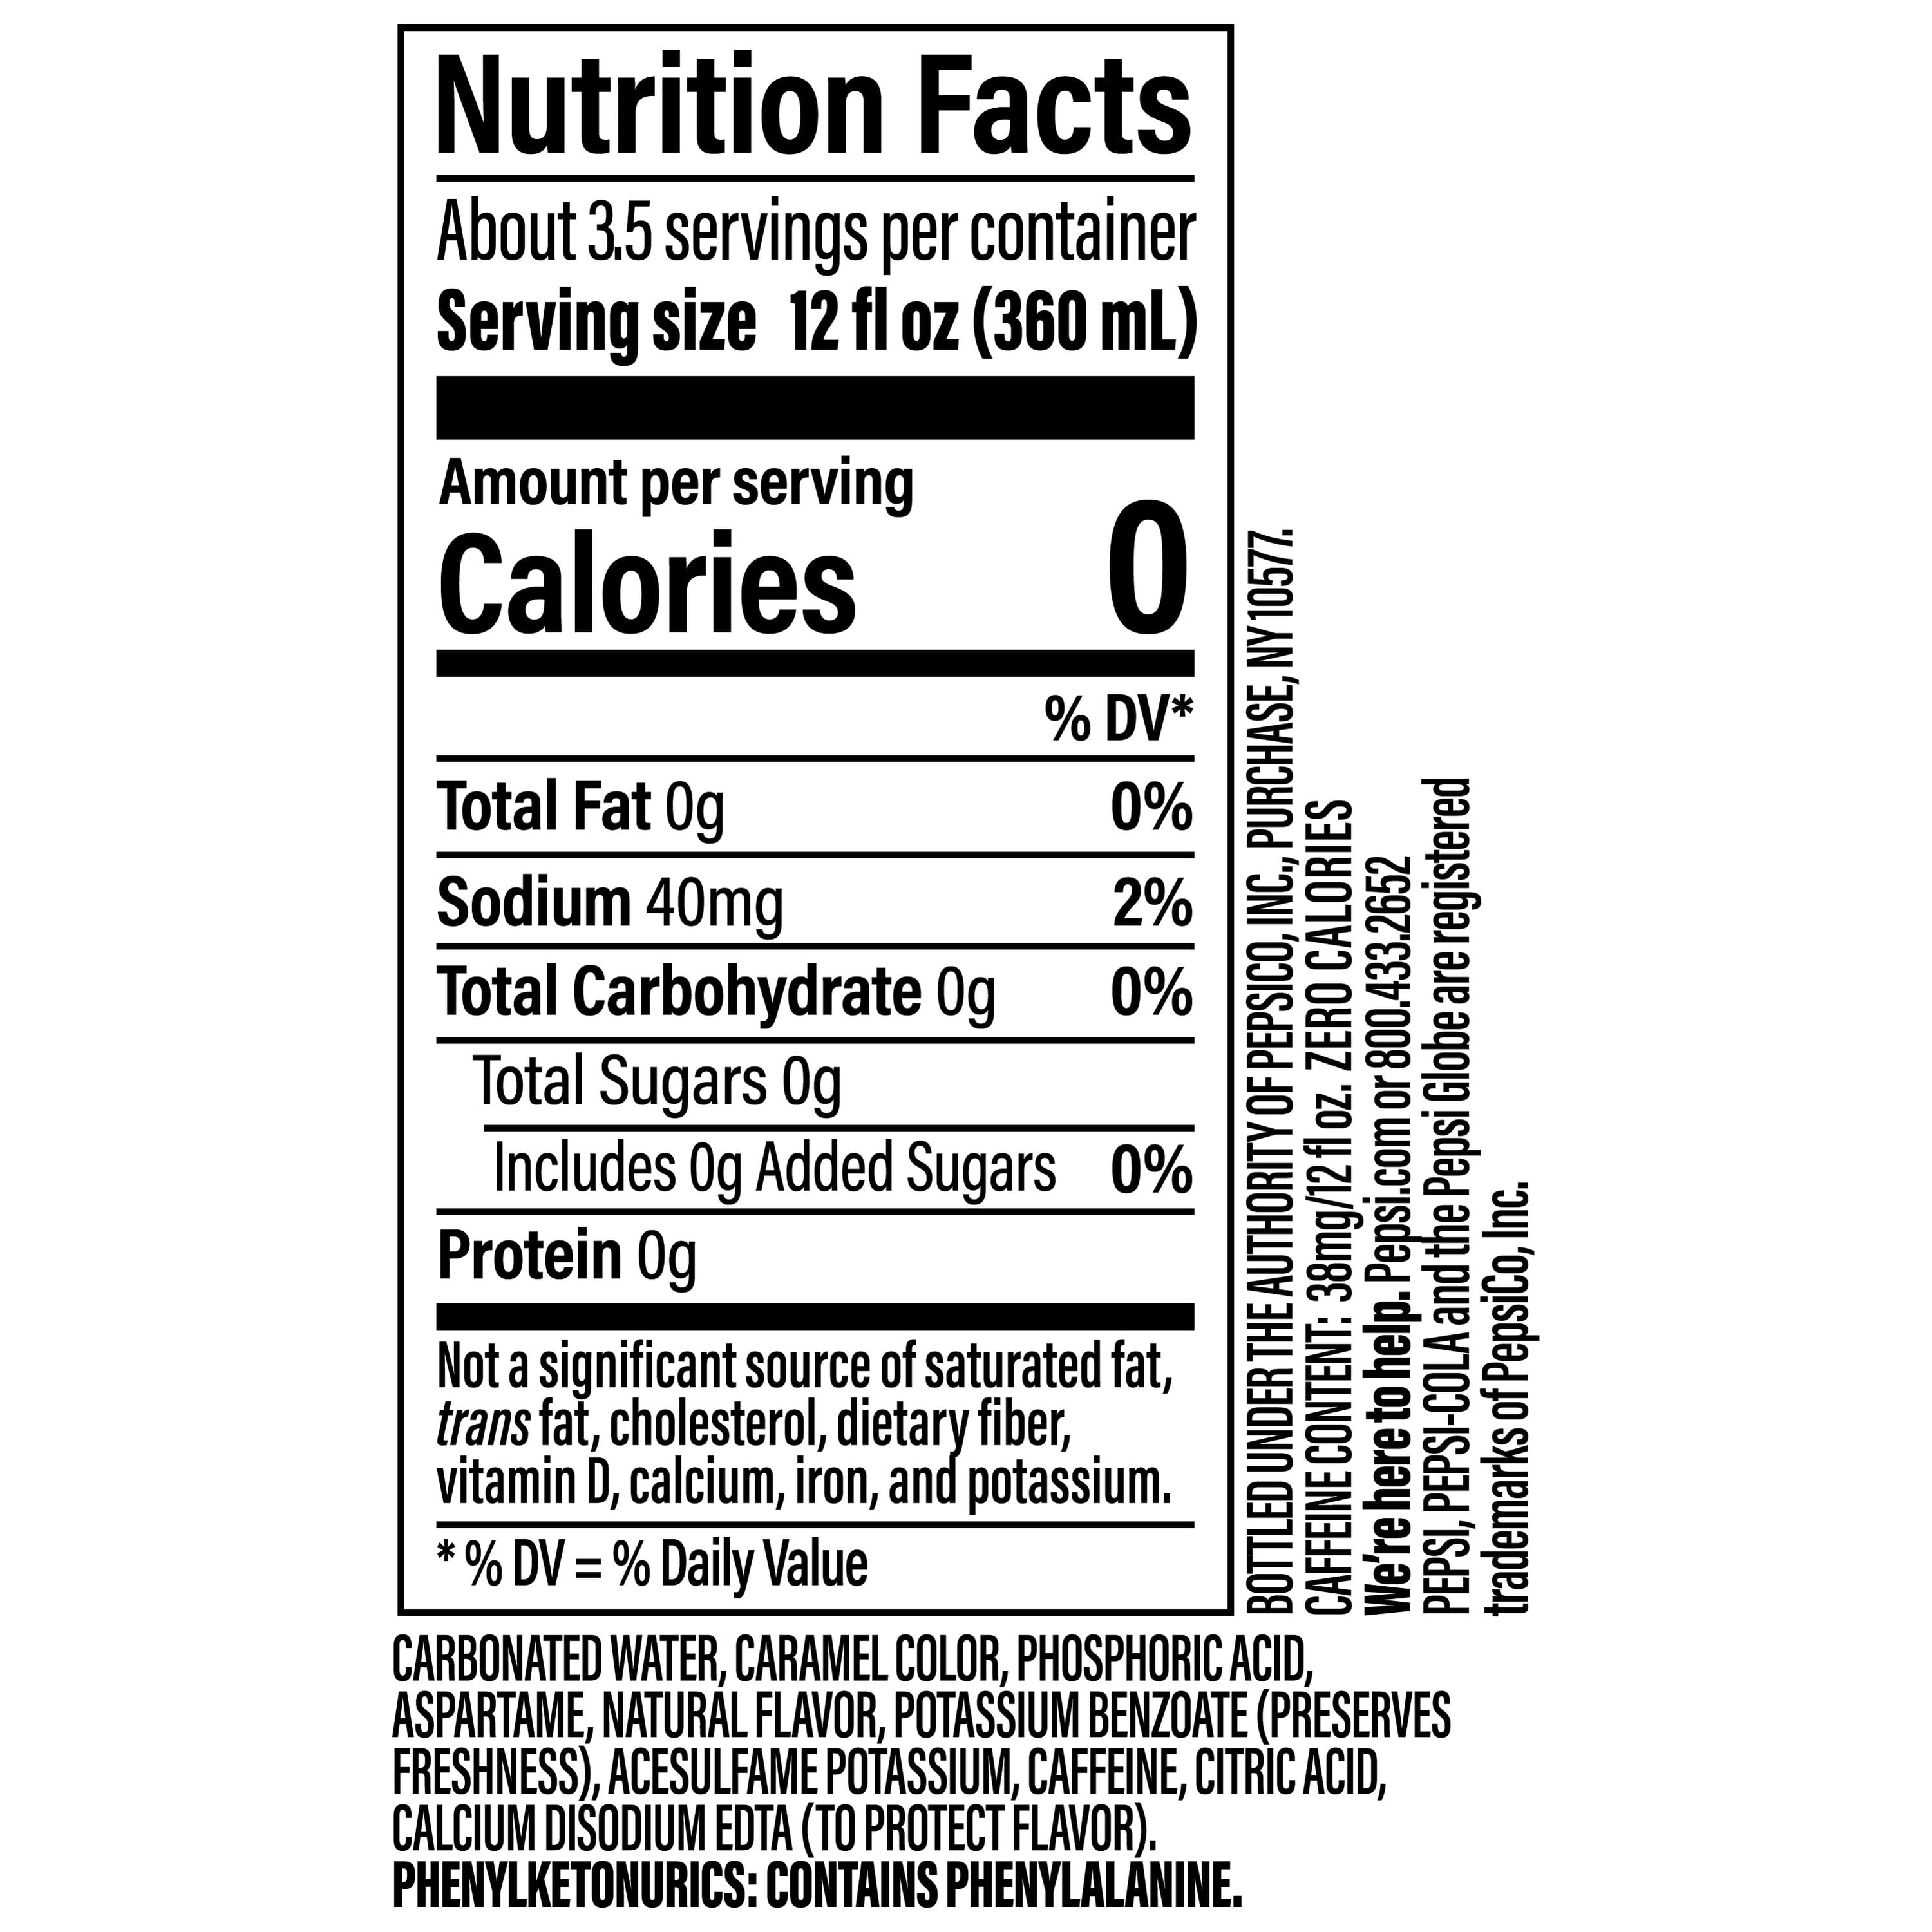 Nutrition Facts
About 3.5 servings per container
Serving size 12 fl oz (360 mL)
Amount per serving
Calories 0
% DV*
Total Fat 0g 0%
Sodium 40mg 2%
Total Carbohydrate 0g 0%
Total Sugars 0g
Includes 0g Added Sugars 0%
Protein 0g
Not a significant source of saturated fat,
trans fat, cholesterol, dietary fiber,
vitamin D, calcium, iron, and potassium.
* % DV = % Daily Value
BOTTLED UNDER THE AUTHORITY OF PEPSICO, INC., PURCHASE, NY 10577.
CAFFEINE CONTENT: 38mg/12 fl oz. ZERO CALORIES
We're here to help. Pepsi.com or 800.433.2652
PEPSI, PEPSI-COLA and the Pepsi Globe are registered
trademarks of PepsiCo, Inc.
CARBONATED WATER, CARAMEL COLOR, PHOSPHORIC ACID,
ASPARTAME, NATURAL FLAVOR, POTASSIUM BENZOATE (PRESERVES
FRESHNESS), ACESULFAME POTASSIUM, CAFFEINE, CITRIC ACID,
CALCIUM DISODIUM EDTA (TO PROTECT FLAVOR).
PHENYLKETONURICS: CONTAINS PHENYLALANINE.